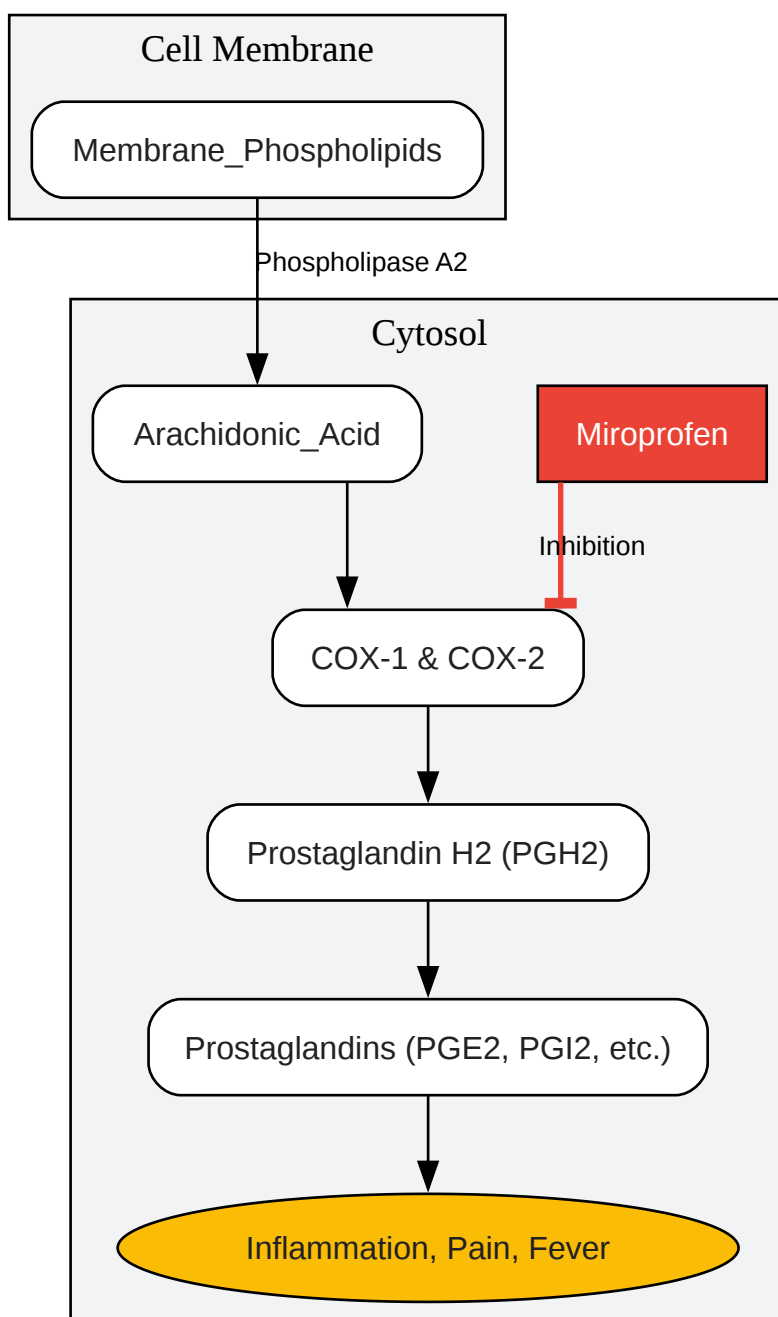 Cell Membrane
Membrane_Phospholipids
Phospholipase A2
Cytosol
Arachidonic_Acid
Miroprofen
Inhibition
COX-1 & COX-2
Prostaglandin H2 (PGH2)
Prostaglandins (PGE2, PGI2, etc.)
Inflammation, Pain, Fever